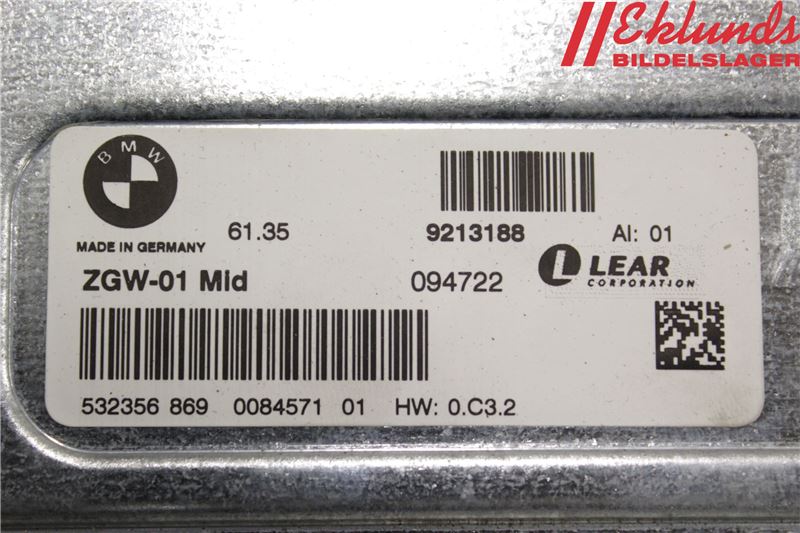 Eklunds
BILDELSLAGER
BMW
MADE IN GERMANY
61.35
9213188
AI: 01
ZGW-01 Mid
094722
LEAR
CORPORATION
532356 869 0084571 01 HW: 0.C3.2